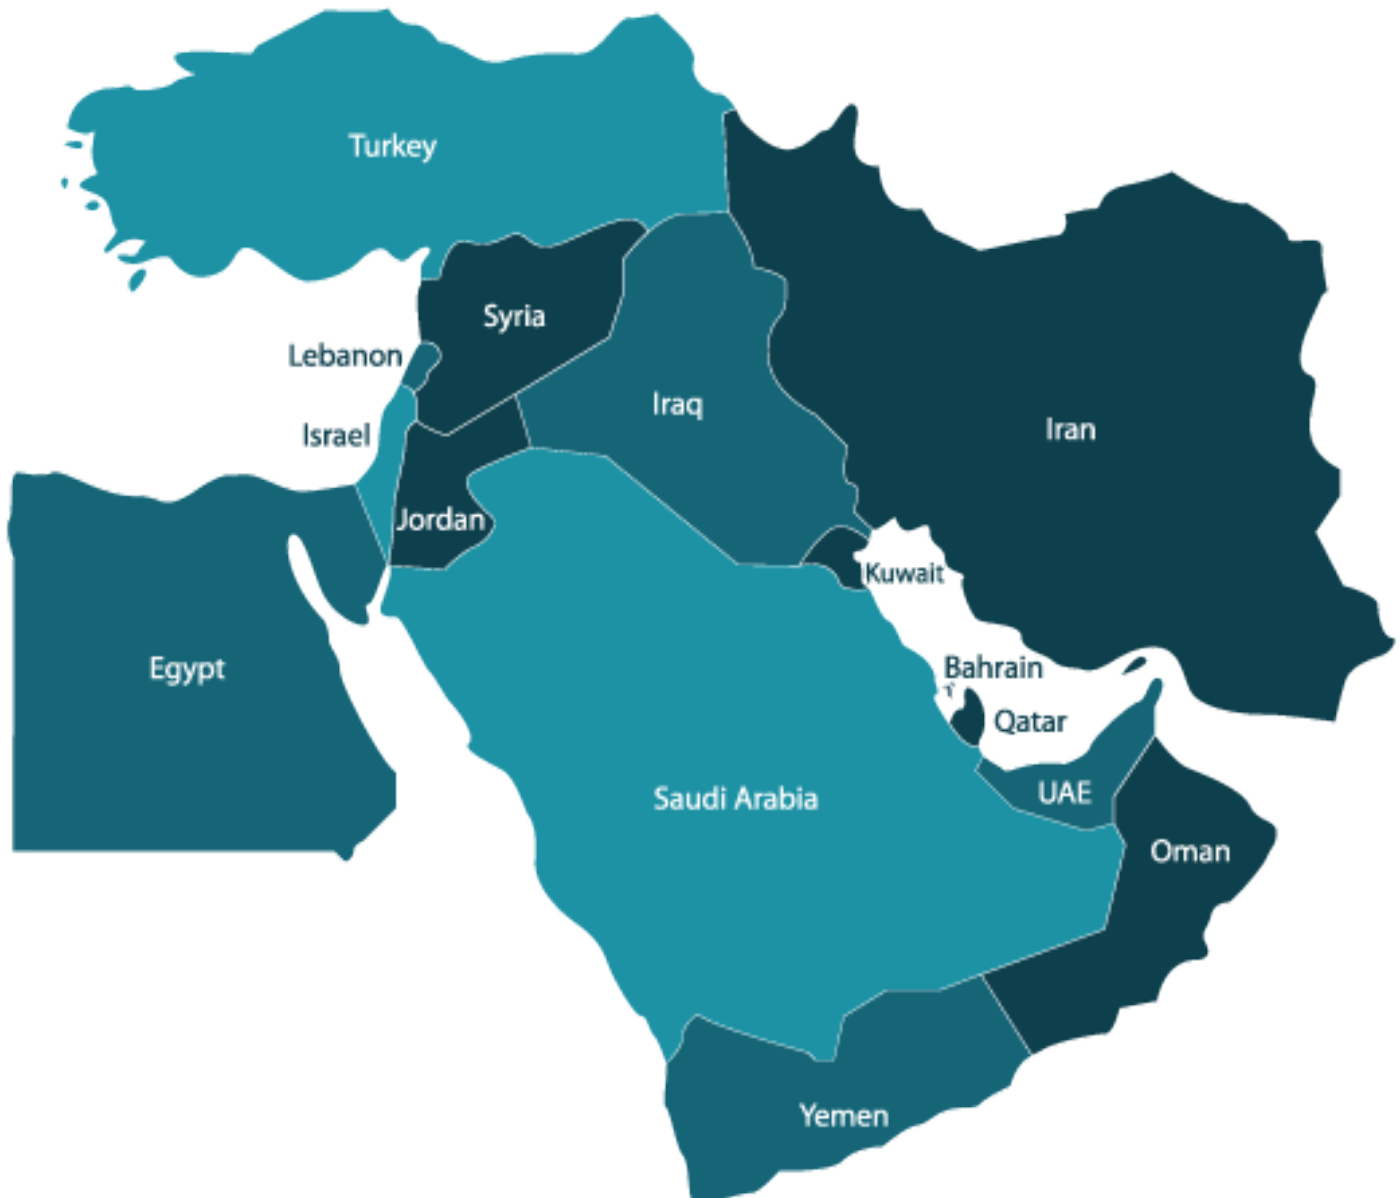 Turkey
Syria
Lebanon
Iraq
Iran
Israel
Jordan
Kuwait
Egypt
Bahrain
Qatar
UAE
Saudi Arabia
Oman
Yemen